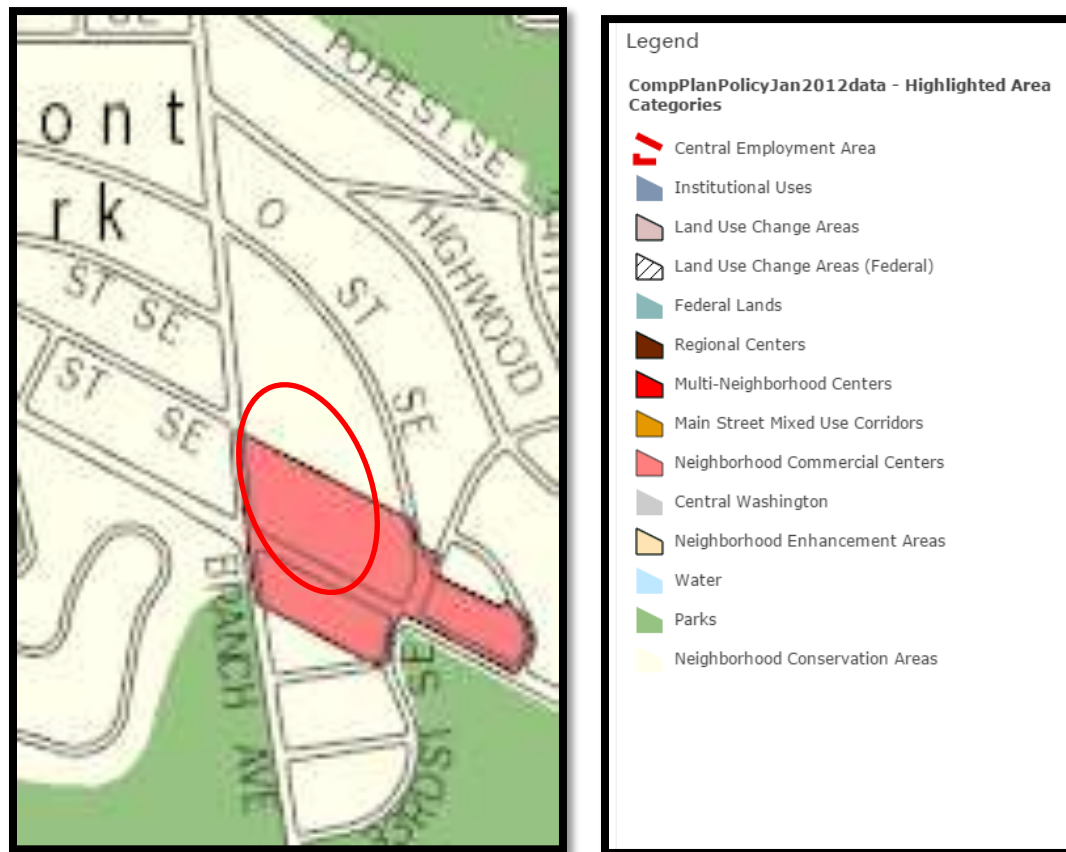 SE
POPE ST SE
ont
rk
O ST SE
HIGHWOOD
ST SE
ST SE
BRANCH AVE
SE
Legend
CompPlanPolicyJan2012data - Highlighted Area
Categories
Central Employment Area
Institutional Uses
Land Use Change Areas
Land Use Change Areas (Federal)
Federal Lands
Regional Centers
Multi-Neighborhood Centers
Main Street Mixed Use Corridors
Neighborhood Commercial Centers
Central Washington
Neighborhood Enhancement Areas
Water
Parks
Neighborhood Conservation Areas